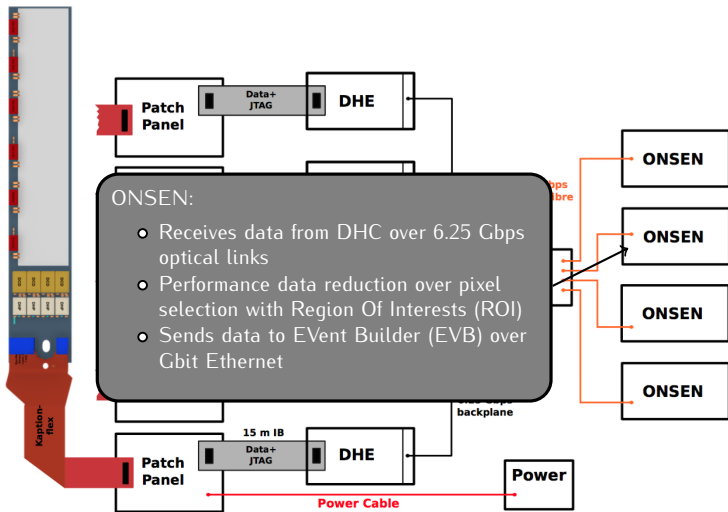 Patch
Panel
Data+
JTAG
DHE
ONSEN
ONSEN
ONSEN
ONSEN
ONSEN:
Receives data from DHC over 6.25 Gbps
optical links
Performance data reduction over pixel
selection with Region Of Interests (ROI)
Sends data to EVent Builder (EVB) over
Gbit Ethernet
backplane
Kaption-
flex
15 m IB
Patch
Panel
Data+
JTAG
DHE
Power
Power Cable